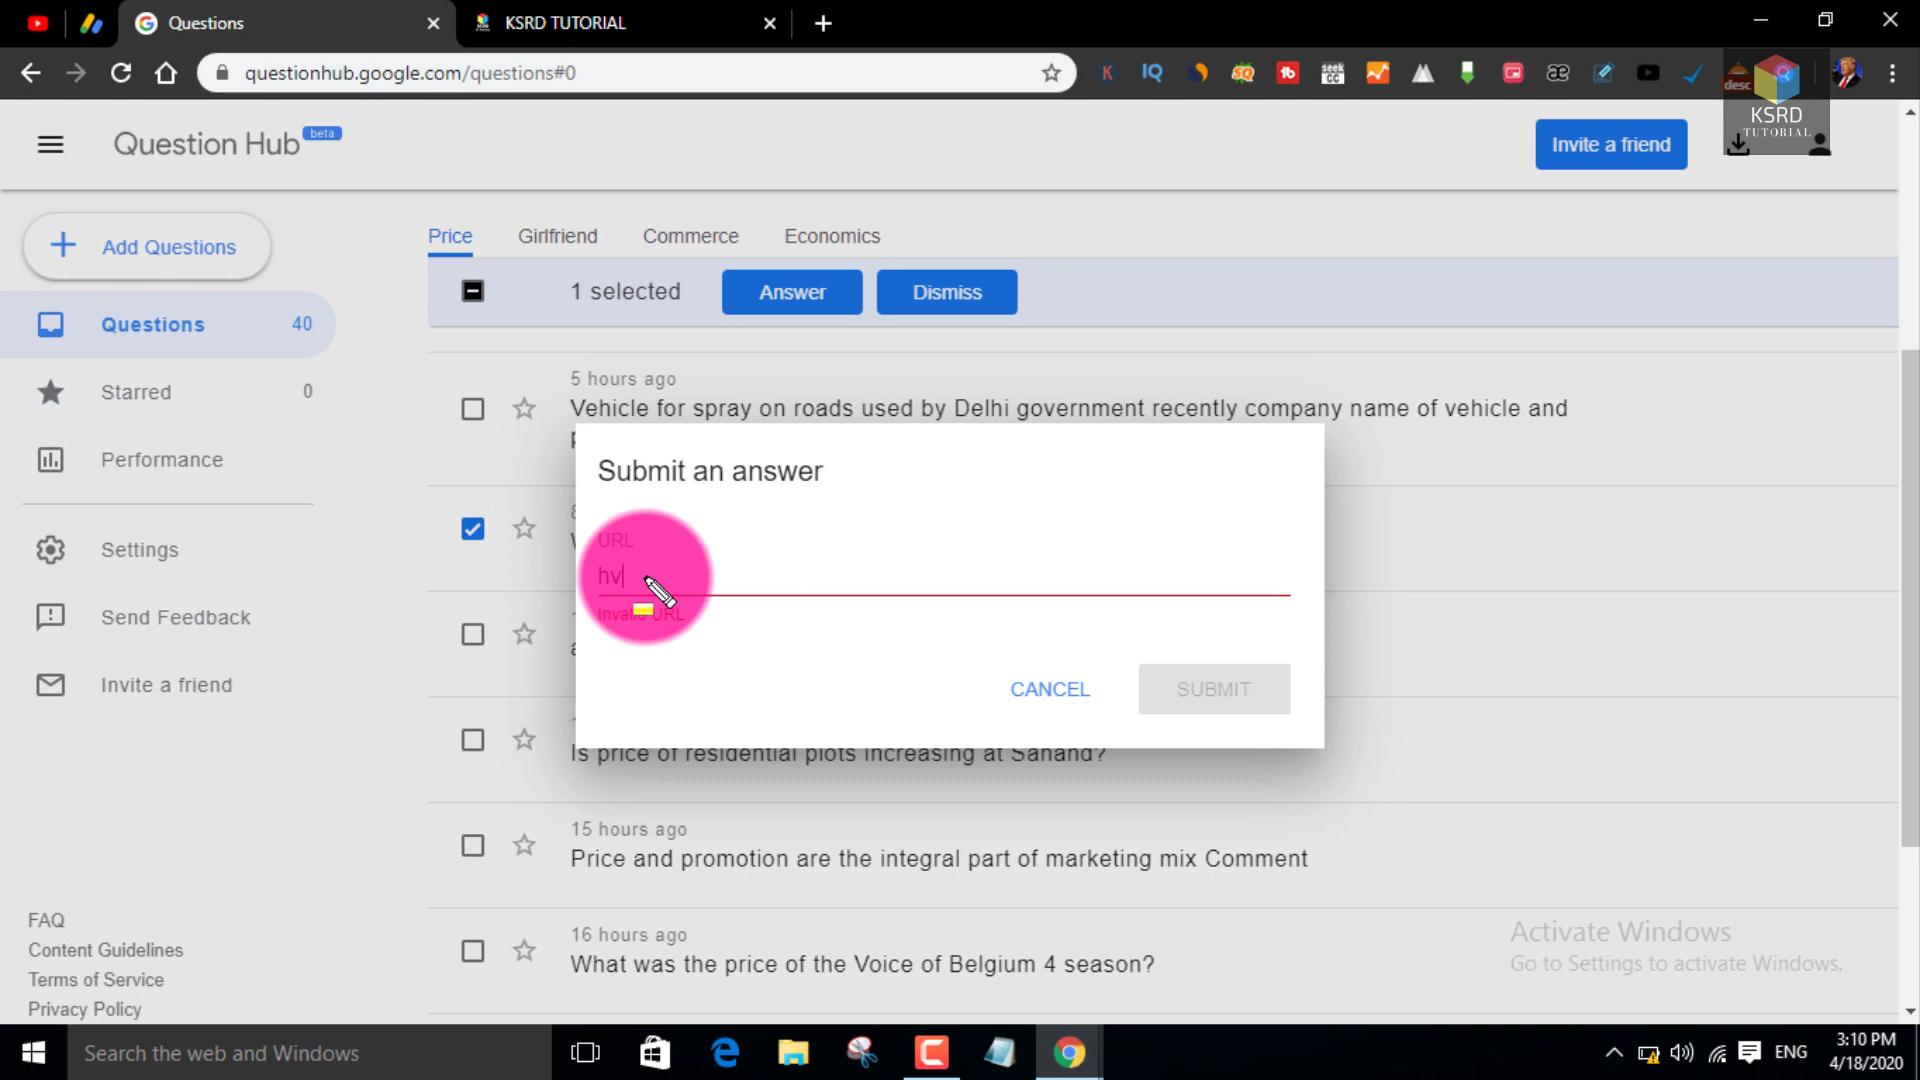 Questions
KSRD TUTORIAL
questionhub.google.com/questions#0
Question Hub beta
Invite a friend
KSRD
TUTORIAL
Add Questions
Questions 40
Starred 0
Performance
Settings
Send Feedback
Invite a friend
FAQ
Content Guidelines
Terms of Service
Privacy Policy
Price Girlfriend Commerce Economics
1 selected Answer Dismiss
5 hours ago
Vehicle for spray on roads used by Delhi government recently company name of vehicle and
Submit an answer
URL
hv
Invalid URL
CANCEL SUBMIT
Is price of residential plots increasing at Sanand?
15 hours ago
Price and promotion are the integral part of marketing mix Comment
16 hours ago
What was the price of the Voice of Belgium 4 season?
Activate Windows
Go to Settings to activate Windows.
Search the web and Windows
ENG
3:10 PM
4/18/2020